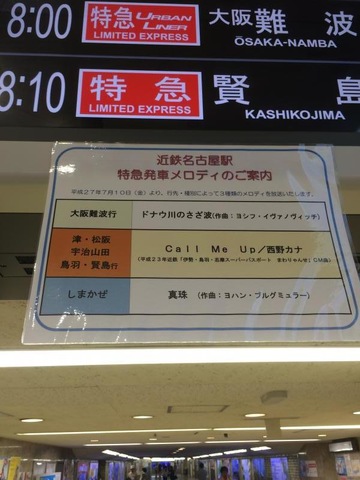 8:00 特急 URBAN LINER 大阪難波
LIMITED EXPRESS ŌSAKA-NAMBA
8:10 特急 賢島
LIMITED EXPRESS KASHIKOJIMA
近鉄名古屋駅
特急発車メロディのご案内
平成27年7月10日(金)より、行先・種別によって3種類のメロディを放送いたします。
大阪難波行 ドナウ川のさざ波(作曲:ヨシフ・イヴァノヴィッチ)
津・松阪
宇治山田
鳥羽・賢島行
Call Me Up/西野カナ
(平成23年近鉄「伊勢・鳥羽・志摩スーパーパスポート まわりゃんせ」CM曲)
しまかぜ 真珠 (作曲:ヨハン・ブルグミュラー)